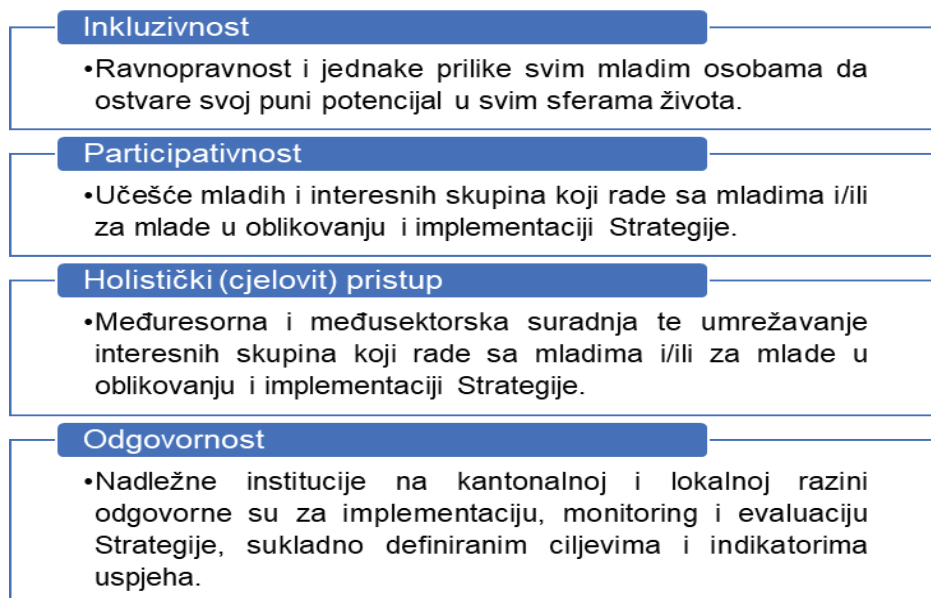 Inkluzivnost
•Ravnopravnost i jednake prilike svim mladim osobama da
ostvare svoj puni potencijal u svim sferama života.
Participativnost
•Učešće mladih i interesnih skupina koji rade sa mladima i/ili
za mlade u oblikovanju i implementaciji Strategije.
Holistički (cjelovit) pristup
•Međuresorna i međusektorska suradnja te umrežavanje
interesnih skupina koji rade sa mladima i/ili za mlade u
oblikovanju i implementaciji Strategije.
Odgovornost
•Nadležne institucije na kantonalnoj i lokalnoj razini
odgovorne su za implementaciju, monitoring i evaluaciju
Strategije, sukladno definiranim ciljevima i indikatorima
uspjeha.